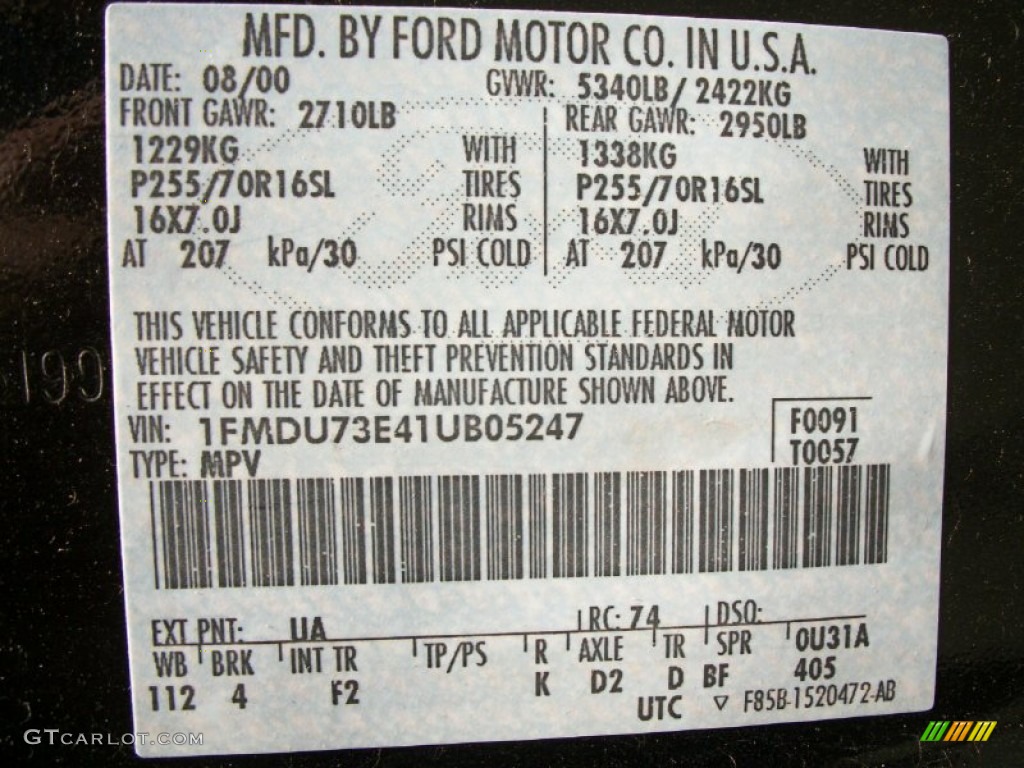 MFD. BY FORD MOTOR CO. IN U.S.A.
DATE: 08/00 GVWR: 5340LB/ 2422KG
FRONT GAWR: 2710LB REAR GAWR: 2950LB
1229KG WITH 1338KG WITH
P255/70R16SL TIRES P255/70R16SL TIRES
16X7.0J RIMS 16X7.0J RIMS
AT 207 kPa/30 PSI COLD AT 207 kPa/30 PSI COLD
THIS VEHICLE CONFORMS TO ALL APPLICABLE FEDERAL MOTOR
VEHICLE SAFETY AND THEFT PREVENTION STANDARDS IN
EFFECT ON THE DATE OF MANUFACTURE SHOWN ABOVE.
VIN: 1FMDU73E41UB05247 F0091
TYPE: MPV T0057
EXT PNT: UA RC: 74 DSO:
WB BRK INT TR TP/PS R AXLE TR SPR 0U31A
112 4 F2 K D2 D BF 405
UTC ▽ F85B-1520472-AB
GTCARLOT.COM